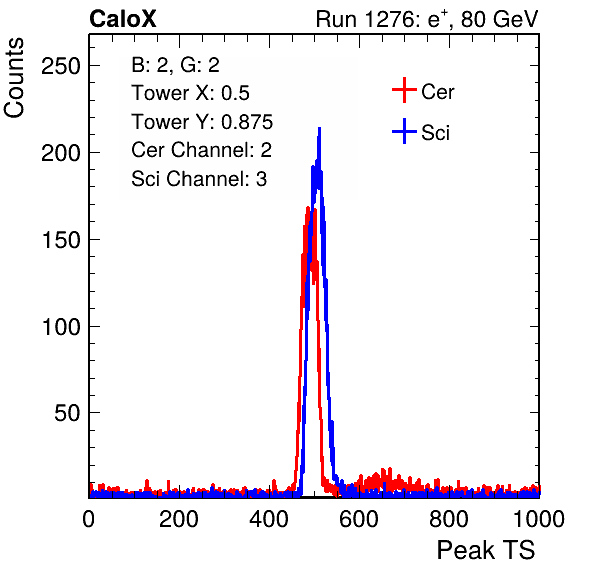 CaloX
Run 1276: e+, 80 GeV
Counts
250
200
150
100
50
B: 2, G: 2
Tower X: 0.5
Tower Y: 0.875
Cer Channel: 2
Sci Channel: 3
Cer
Sci
0 200 400 600 800 1000
Peak TS